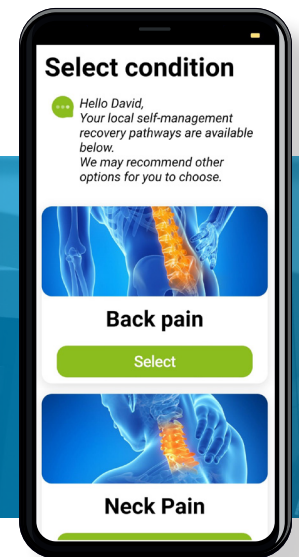 Select condition
Hello David,
Your local self-management
recovery pathways are available
below.
We may recommend other
options for you to choose.
Back pain
Select
Neck Pain